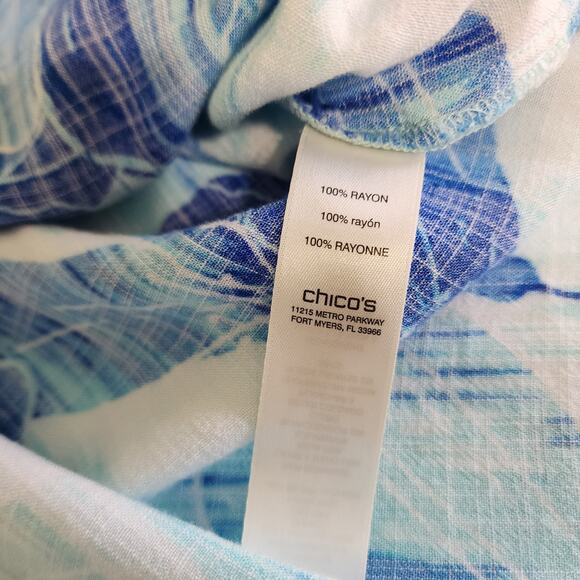 100% RAYON
100% rayón
100% RAYONNE
chico's
11215 METRO PARKWAY
FORT MYERS, FL 33966